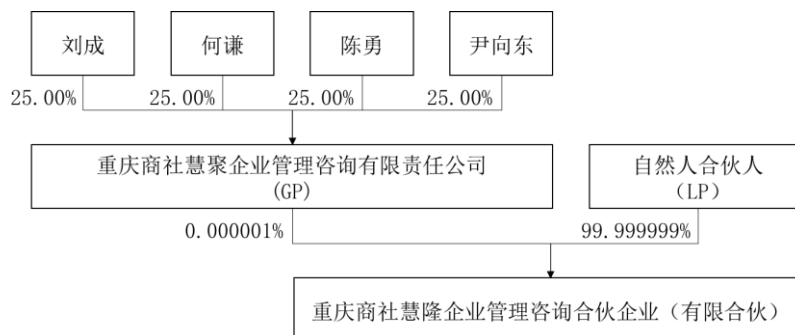 刘成
何谦
陈勇
尹向东
25.00%
25.00%
25.00%
25.00%
重庆商社慧聚企业管理咨询有限责任公司
(GP)
自然人合伙人
（LP）
0.000001%
99.999999%
重庆商社慧隆企业管理咨询合伙企业（有限合伙）